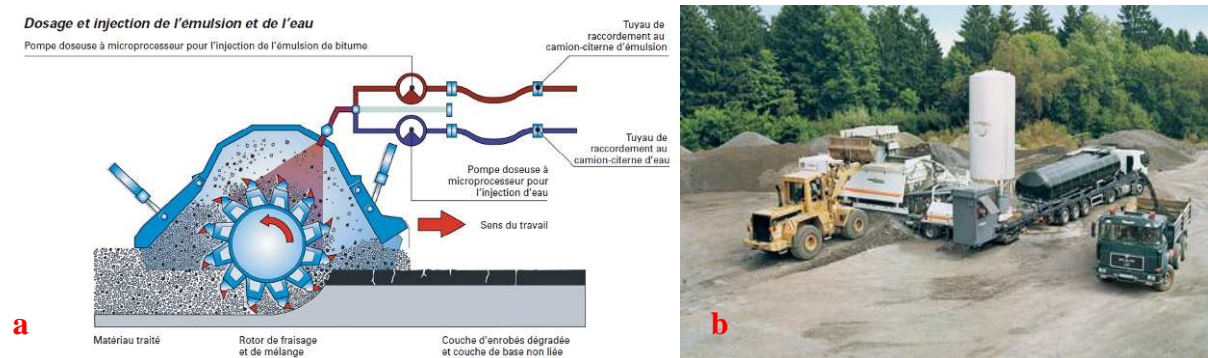 Dosage et injection de l'émulsion et de l'eau
Pompe doseuse à microprocesseur pour l'injection de l'émulsion de bitume
Tuyau de
raccordement au
camion-citerne d'émulsion
Tuyau de
raccordement au
camion-citerne d'eau
Pompe doseuse à
microprocesseur pour
l'injection d'eau
Sens du travail
Matériau traité
Rotor de fraisage
et de mélange
Couche d'enrobés dégradée
et couche de base non liée
a
b